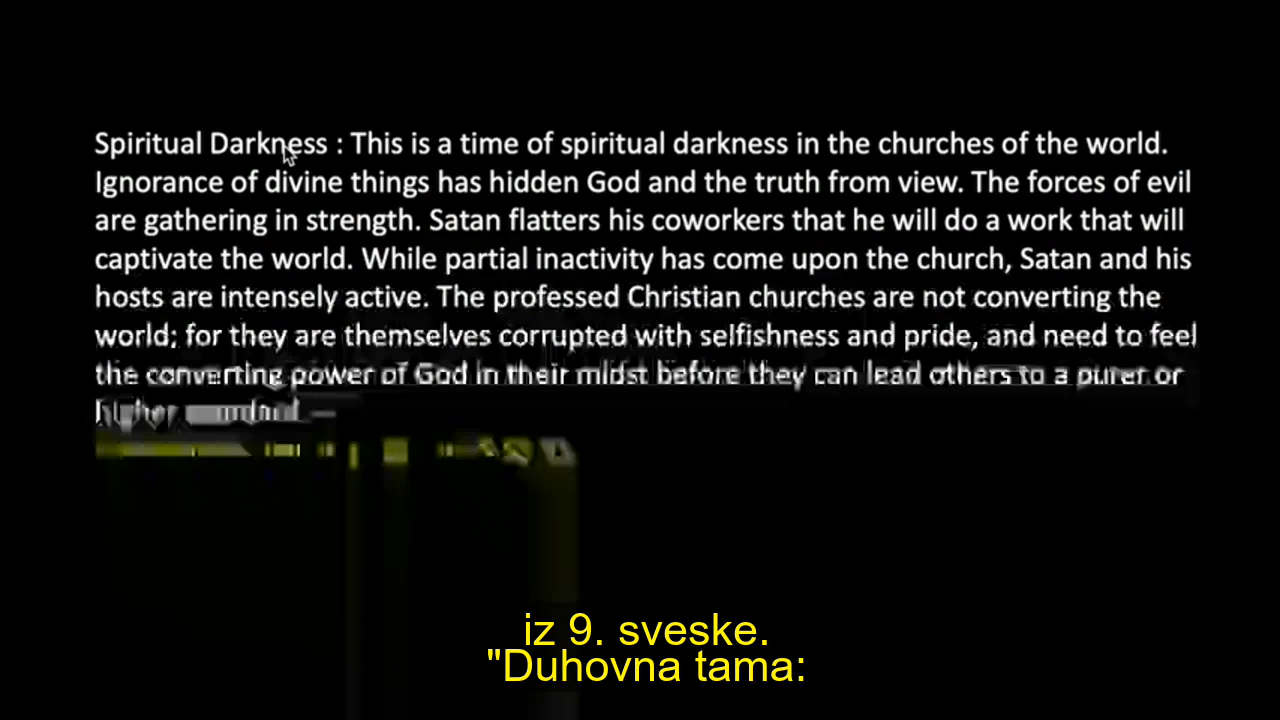 Spiritual Darkness : This is a time of spiritual darkness in the churches of the world.
Ignorance of divine things has hidden God and the truth from view. The forces of evil
are gathering in strength. Satan flatters his coworkers that he will do a work that will
captivate the world. While partial inactivity has come upon the church, Satan and his
hosts are intensely active. The professed Christian churches are not converting the
world; for they are themselves corrupted with selfishness and pride, and need to feel
the converting power of God in their midst before they can lead others to a purer or
iz 9. sveske.
"Duhovna tama: